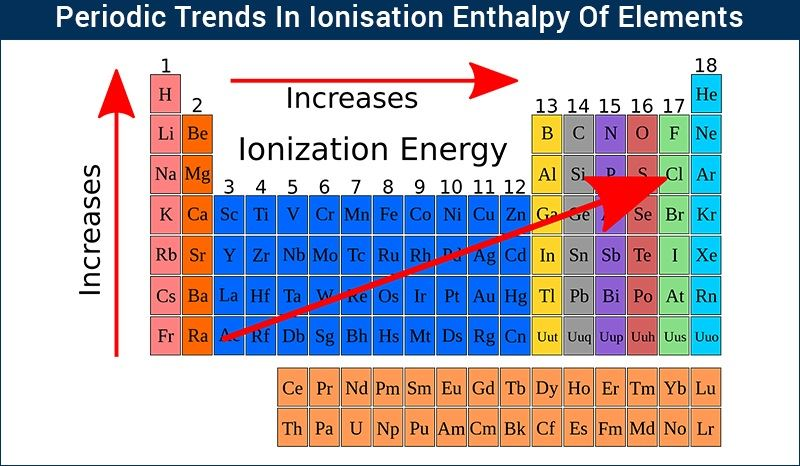 Periodic Trends In Ionisation Enthalpy Of Elements
1 18
Increases
H He
2 13 14 15 16 17
Li Be B C N O F Ne
Ionization Energy
Na Mg Al Si P S Cl Ar
3 4 5 6 7 8 9 10 11 12
K Ca Sc Ti V Cr Mn Fe Co Ni Cu Zn Ga Ge Se Br Kr
Rb Sr Y Zr Nb Mo Tc Ru Rh Pd Ag Cd In Sn Sb Te I Xe
Cs Ba La Hf Ta W Re Os Ir Pt Au Hg Tl Pb Bi Po At Rn
Fr Ra Ac Rf Db Sg Bh Hs Mt Ds Rg Cn Uut Uuq Uup Uuh Uus Uuo
Increases
Ce Pr Nd Pm Sm Eu Gd Tb Dy Ho Er Tm Yb Lu
Th Pa U Np Pu Am Cm Bk Cf Es Fm Md No Lr